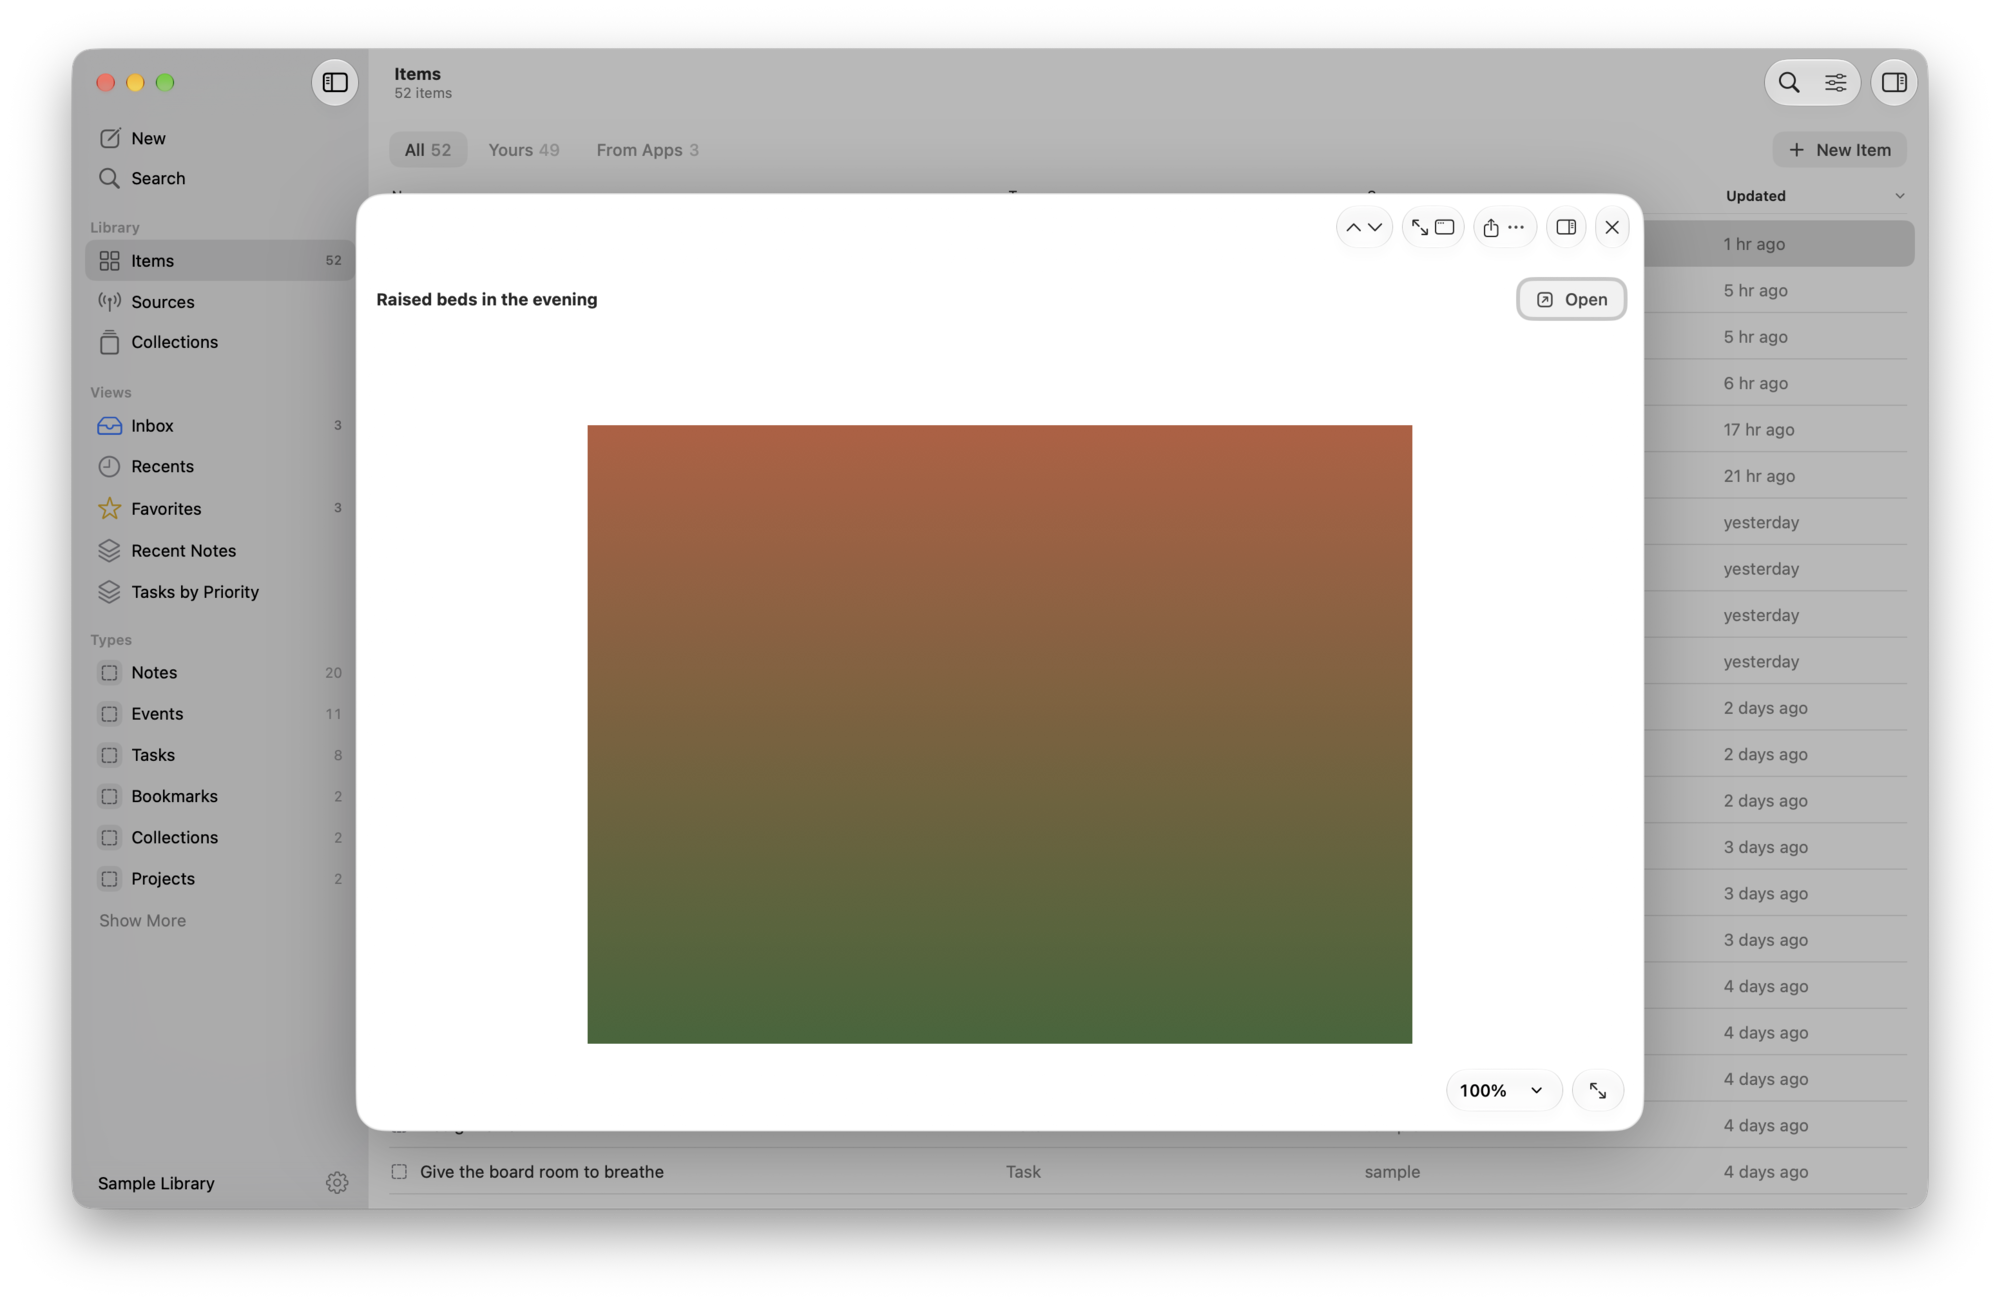 Items
52 items
New
Search
Library
Items 52
Sources
Collections
Views
Inbox 3
Recents
Favorites 3
Recent Notes
Tasks by Priority
Types
Notes 20
Events 11
Tasks 8
Bookmarks 2
Collections 2
Projects 2
Show More
Sample Library
All 52 Yours 49 From Apps 3
New Item
Updated
Raised beds in the evening
Open
100%
1 hr ago
5 hr ago
5 hr ago
6 hr ago
17 hr ago
21 hr ago
yesterday
yesterday
yesterday
yesterday
2 days ago
2 days ago
2 days ago
3 days ago
3 days ago
3 days ago
4 days ago
4 days ago
4 days ago
4 days ago
Give the board room to breathe Task sample 4 days ago